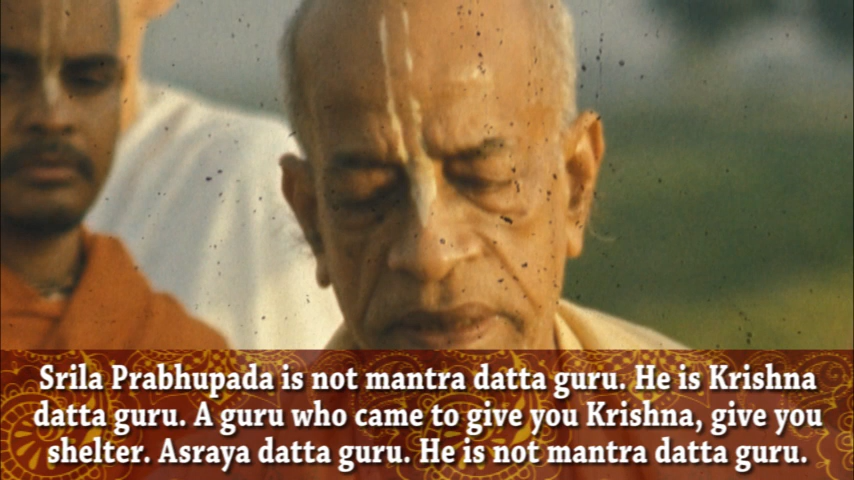 Srila Prabhupada is not mantra datta guru. He is Krishna
datta guru. A guru who came to give you Krishna, give you
shelter. Asraya datta guru. He is not mantra datta guru.